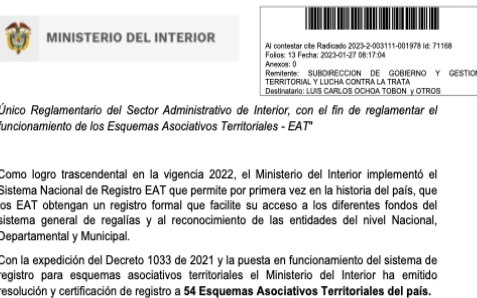 MINISTERIO DEL INTERIOR
Al contestar cite Radicado 2023-2-003111-001978 Id: 71168
Folios: 13 Fecha: 2023-01-27 08:17:04
Anexos: 0
Remitente: SUBDIRECCION DE GOBIERNO Y GESTION
TERRITORIAL Y LUCHA CONTRA LA TRATA
Destinatario: LUIS CARLOS OCHOA TOBON y OTROS
Único Reglamentario del Sector Administrativo de Interior, con el fin de reglamentar el
funcionamiento de los Esquemas Asociativos Territoriales - EAT"
Como logro trascendental en la vigencia 2022, el Ministerio del Interior implementó el
Sistema Nacional de Registro EAT que permite por primera vez en la historia del país, que
los EAT obtengan un registro formal que facilite su acceso a los diferentes fondos del
sistema general de regalías y al reconocimiento de las entidades del nivel Nacional,
Departamental y Municipal.
Con la expedición del Decreto 1033 de 2021 y la puesta en funcionamiento del sistema de
registro para esquemas asociativos territoriales el Ministerio del Interior ha emitido
resolución y certificación de registro a 54 Esquemas Asociativos Territoriales del país.